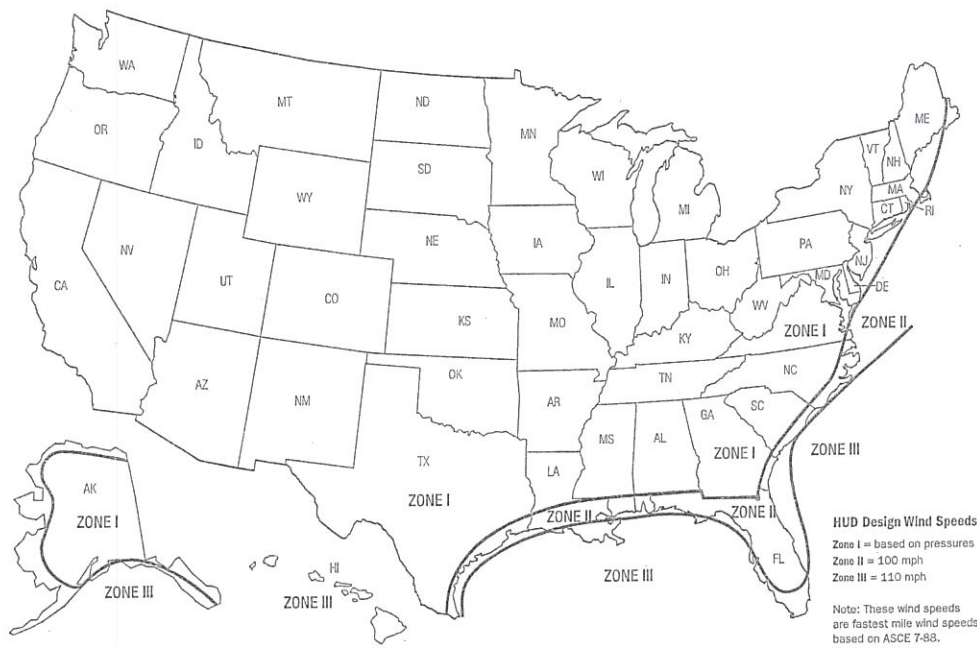 WA
MT
ND
MN
ME
OR
ID
SD
WI
VT
NH
WY
MI
NY
MA
CT
RI
NV
NE
IA
PA
CA
UT
CO
IL
IN
OH
NJ
MD
DE
WV
KS
MO
KY
ZONE I
ZONE II
AZ
NM
OK
TN
NC
AR
SC
MS
AL
GA
TX
LA
ZONE I
ZONE III
AK
ZONE I
ZONE I
ZONE II
ZONE II
FL
HI
ZONE III
ZONE III
ZONE III
HUD Design Wind Speeds
Zone I = based on pressures
Zone II = 100 mph
Zone III = 110 mph
Note: These wind speeds
are fastest mile wind speeds
based on ASCE 7-88.